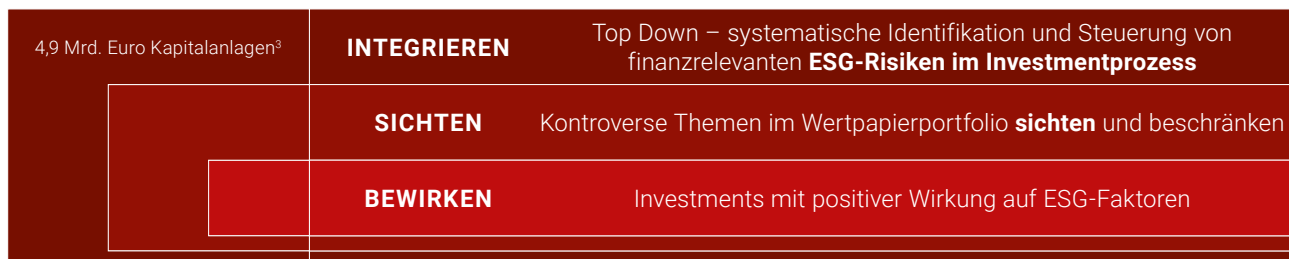 4,9 Mrd. Euro Kapitalanlagen³
INTEGRIEREN
Top Down – systematische Identifikation und Steuerung von
finanzrelevanten ESG-Risiken im Investmentprozess
SICHTEN
Kontroverse Themen im Wertpapierportfolio sichten und beschränken
BEWIRKEN
Investments mit positiver Wirkung auf ESG-Faktoren